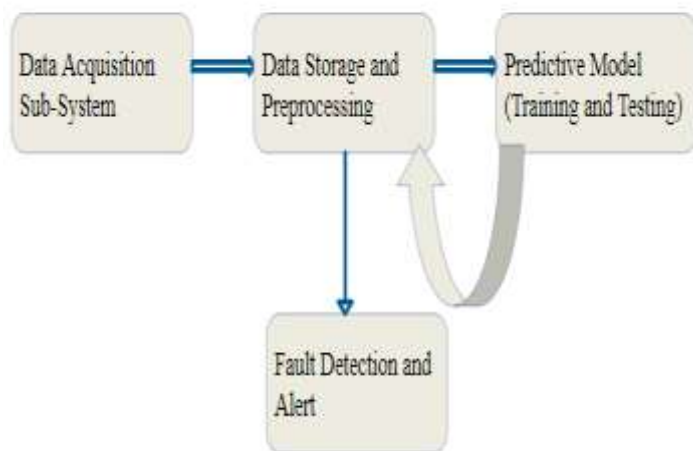 Data Acquisition
Sub-System
Data Storage and
Preprocessing
Predictive Model
(Training and Testing)
Fault Detection and
Alert